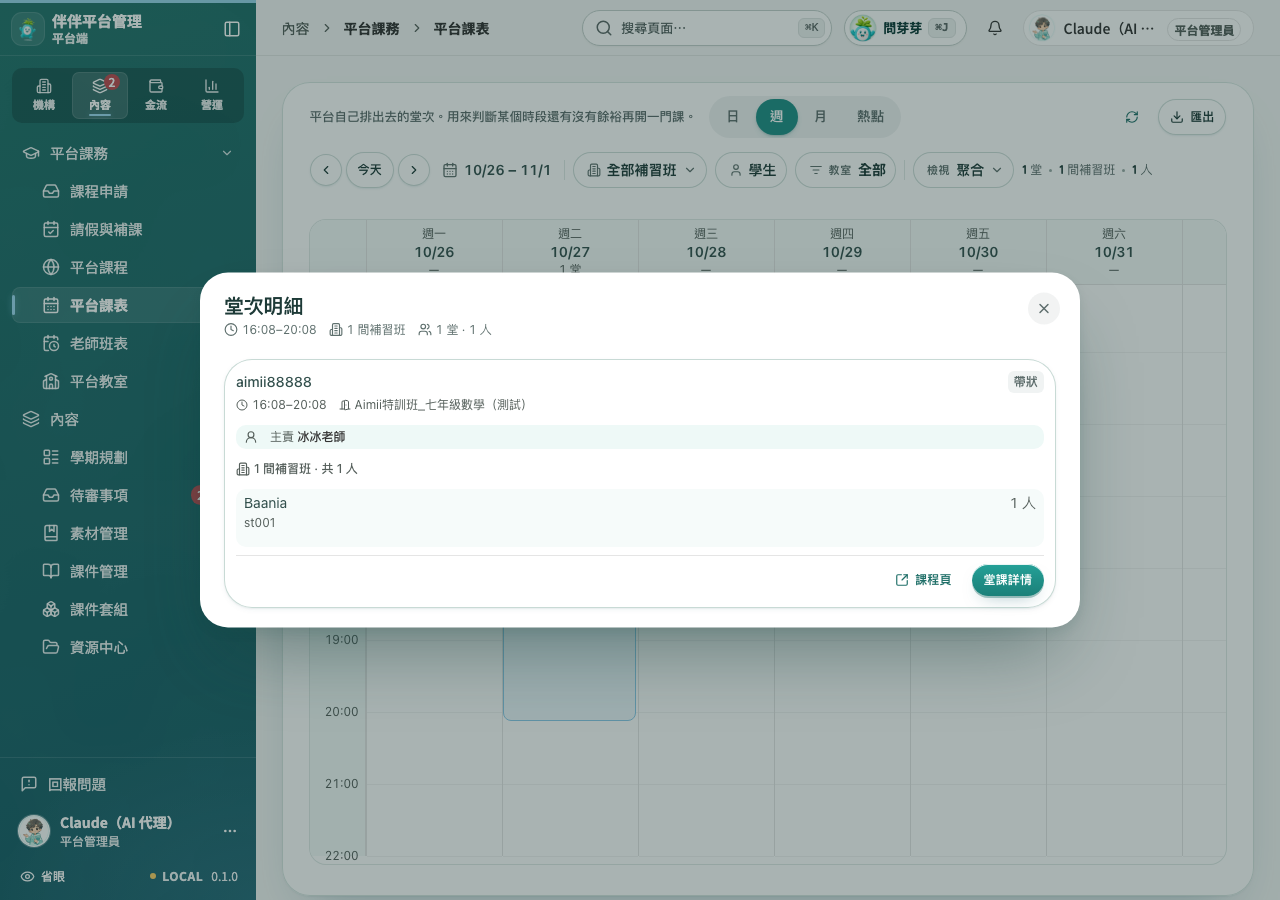 伴伴平台管理
平台端
機構
內容
2
金流
營運
平台課務
課程申請
請假與補課
平台課程
平台課表
老師班表
平台教室
內容
學期規劃
待審事項
素材管理
課件管理
課件套組
資源中心
回報問題
Claude（AI 代理）
平台管理員
省眼
LOCAL 0.1.0
內容 > 平台課務 > 平台課表
搜尋頁面… ⌘K
問芽芽 ⌘J
Claude（AI … 平台管理員
平台自己排出去的堂次。用來判斷某個時段還有沒有餘裕再開一門課。
日 週 月 熱點
匯出
今天
10/26 – 11/1
全部補習班
學生
教室 全部
檢視 聚合
1 堂 • 1 間補習班 • 1 人
週一 週二 週三 週四 週五 週六
10/26 10/27 10/28 10/29 10/30 10/31
— 1 堂 — — — —
堂次明細
16:08–20:08 1 間補習班 1 堂 · 1 人
aimii88888 帶狀
16:08–20:08 Aimii特訓班_七年級數學（測試）
主責 冰冰老師
1 間補習班 · 共 1 人
Baania 1 人
st001
課程頁 堂課詳情
19:00
20:00
21:00
22:00